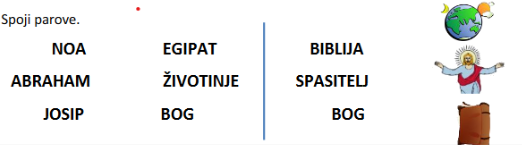 Spoji parove.
NOA EGIPAT BIBLIJA
ABRAHAM ŽIVOTINJE SPASITELJ
JOSIP BOG BOG